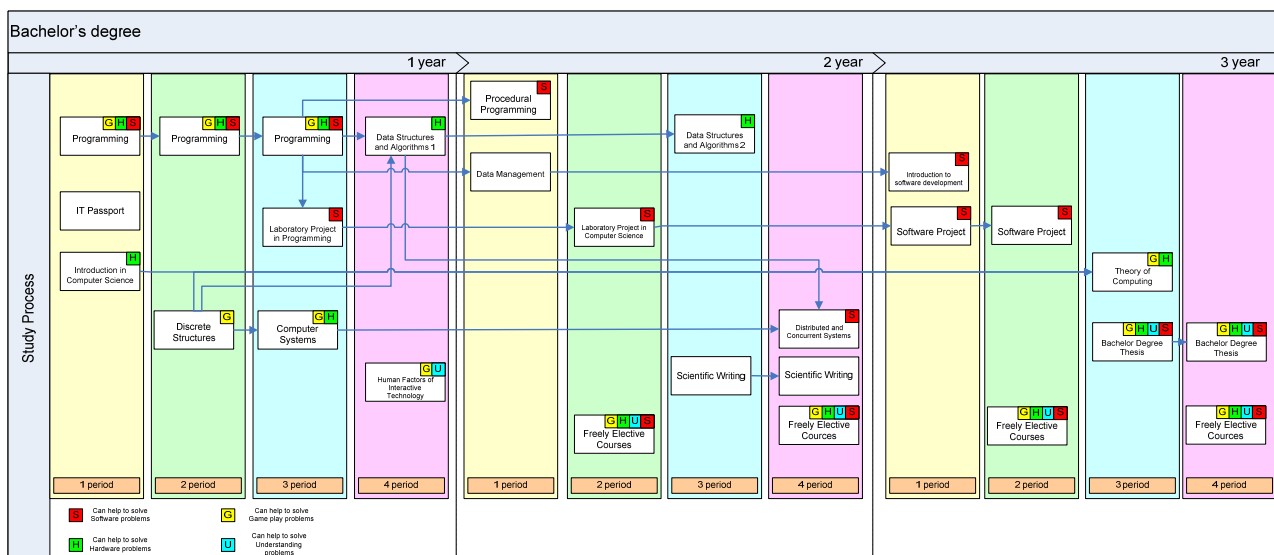 Bachelor's degree
1 year
2 year
3 year
Study Process
G H S
Programming
IT Passport
H
Introduction in
Computer Science
1 period
G H S
Programming
G
Discrete
Structures
2 period
G H S
Programming
S
Laboratory Project
in Programming
G H
Computer
Systems
3 period
H
Data Structures
and Algorithms 1
G U
Human Factors of
Interactive
Technology
4 period
S
Procedural
Programming
Data Management
1 period
S
Laboratory Project in
Computer Science
G H U S
Freely Elective
Courses
2 period
H
Data Structures
and Algorithms 2
Scientific Writing
3 period
S
Distributed and
Concurrent Systems
Scientific Writing
G H U S
Freely Elective
Cources
4 period
S
Introduction to
software development
S
Software Project
1 period
S
Software Project
G H U S
Freely Elective
Courses
2 period
G H
Theory of
Computing
G H U S
Bachelor Degree
Thesis
3 period
G H U S
Bachelor Degree
Thesis
G H U S
Freely Elective
Cources
4 period
S
Can help to solve
Software problems
G
Can help to solve
Game play problems
H
Can help to solve
Hardware problems
U
Can help to solve
Understanding
problems